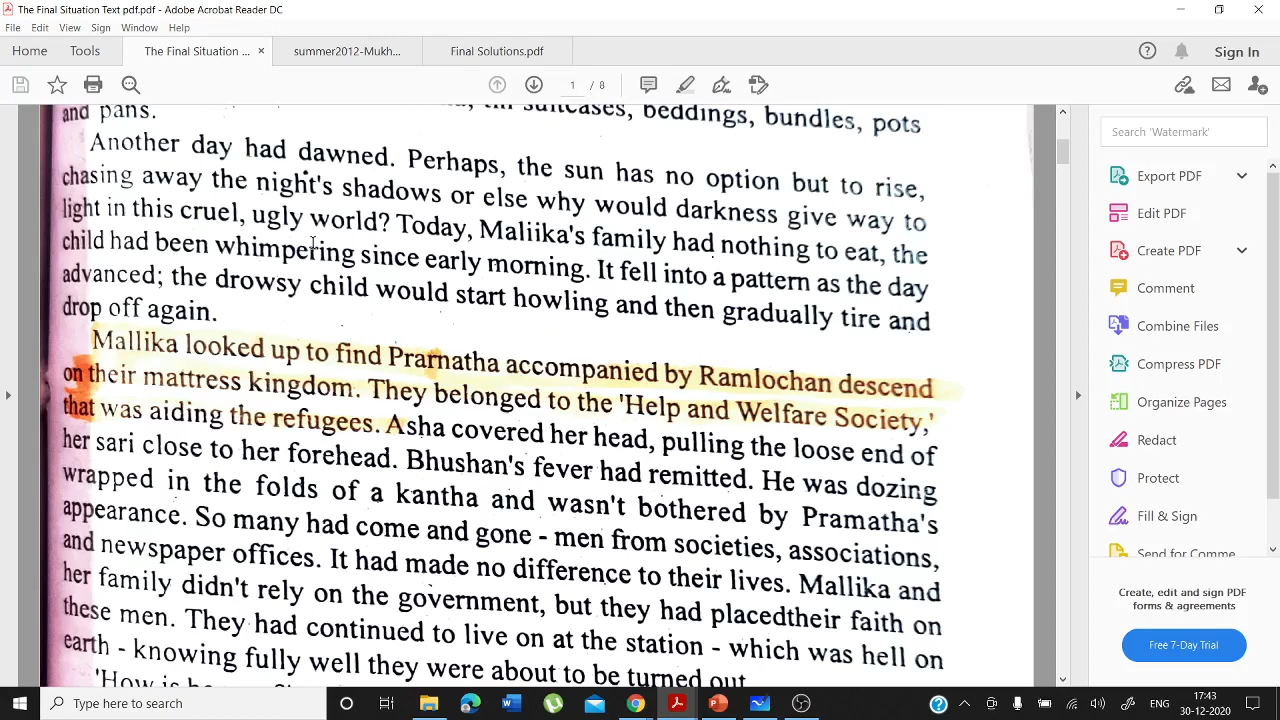 The Final Situation Text pdf.pdf - Adobe Acrobat Reader DC
File Edit View Sign Window Help
Home Tools The Final Situation ... × summer2012-Mukh... Final Solutions.pdf Sign In
1 / 8
suitcases, beddings, bundles, pots
and pans.
Another day had dawned. Perhaps, the sun has no option but to rise,
chasing away the night's shadows or else why would darkness give way to
light in this cruel, ugly world? Today, Maliika's family had nothing to eat, the
child had been whimpering since early morning. It fell into a pattern as the day
advanced; the drowsy child would start howling and then gradually tire and
drop off again.
Mallika looked up to find Pramatha accompanied by Ramlochan descend
on their mattress kingdom. They belonged to the 'Help and Welfare Society,'
that was aiding the refugees. Asha covered her head, pulling the loose end of
her sari close to her forehead. Bhushan's fever had remitted. He was dozing
wrapped in the folds of a kantha and wasn't bothered by Pramatha's
appearance. So many had come and gone - men from societies, associations,
and newspaper offices. It had made no difference to their lives. Mallika and
her family didn't rely on the government, but they had placedtheir faith on
these men. They had continued to live on at the station - which was hell on
earth - knowing fully well they were about to be turned out
'How is
Search 'Watermark'
Export PDF
Edit PDF
Create PDF
Comment
Combine Files
Compress PDF
Organize Pages
Redact
Protect
Fill & Sign
Send for Comme
Create, edit and sign PDF
forms & agreements
Free 7-Day Trial
Type here to search
ENG
17:43
30-12-2020